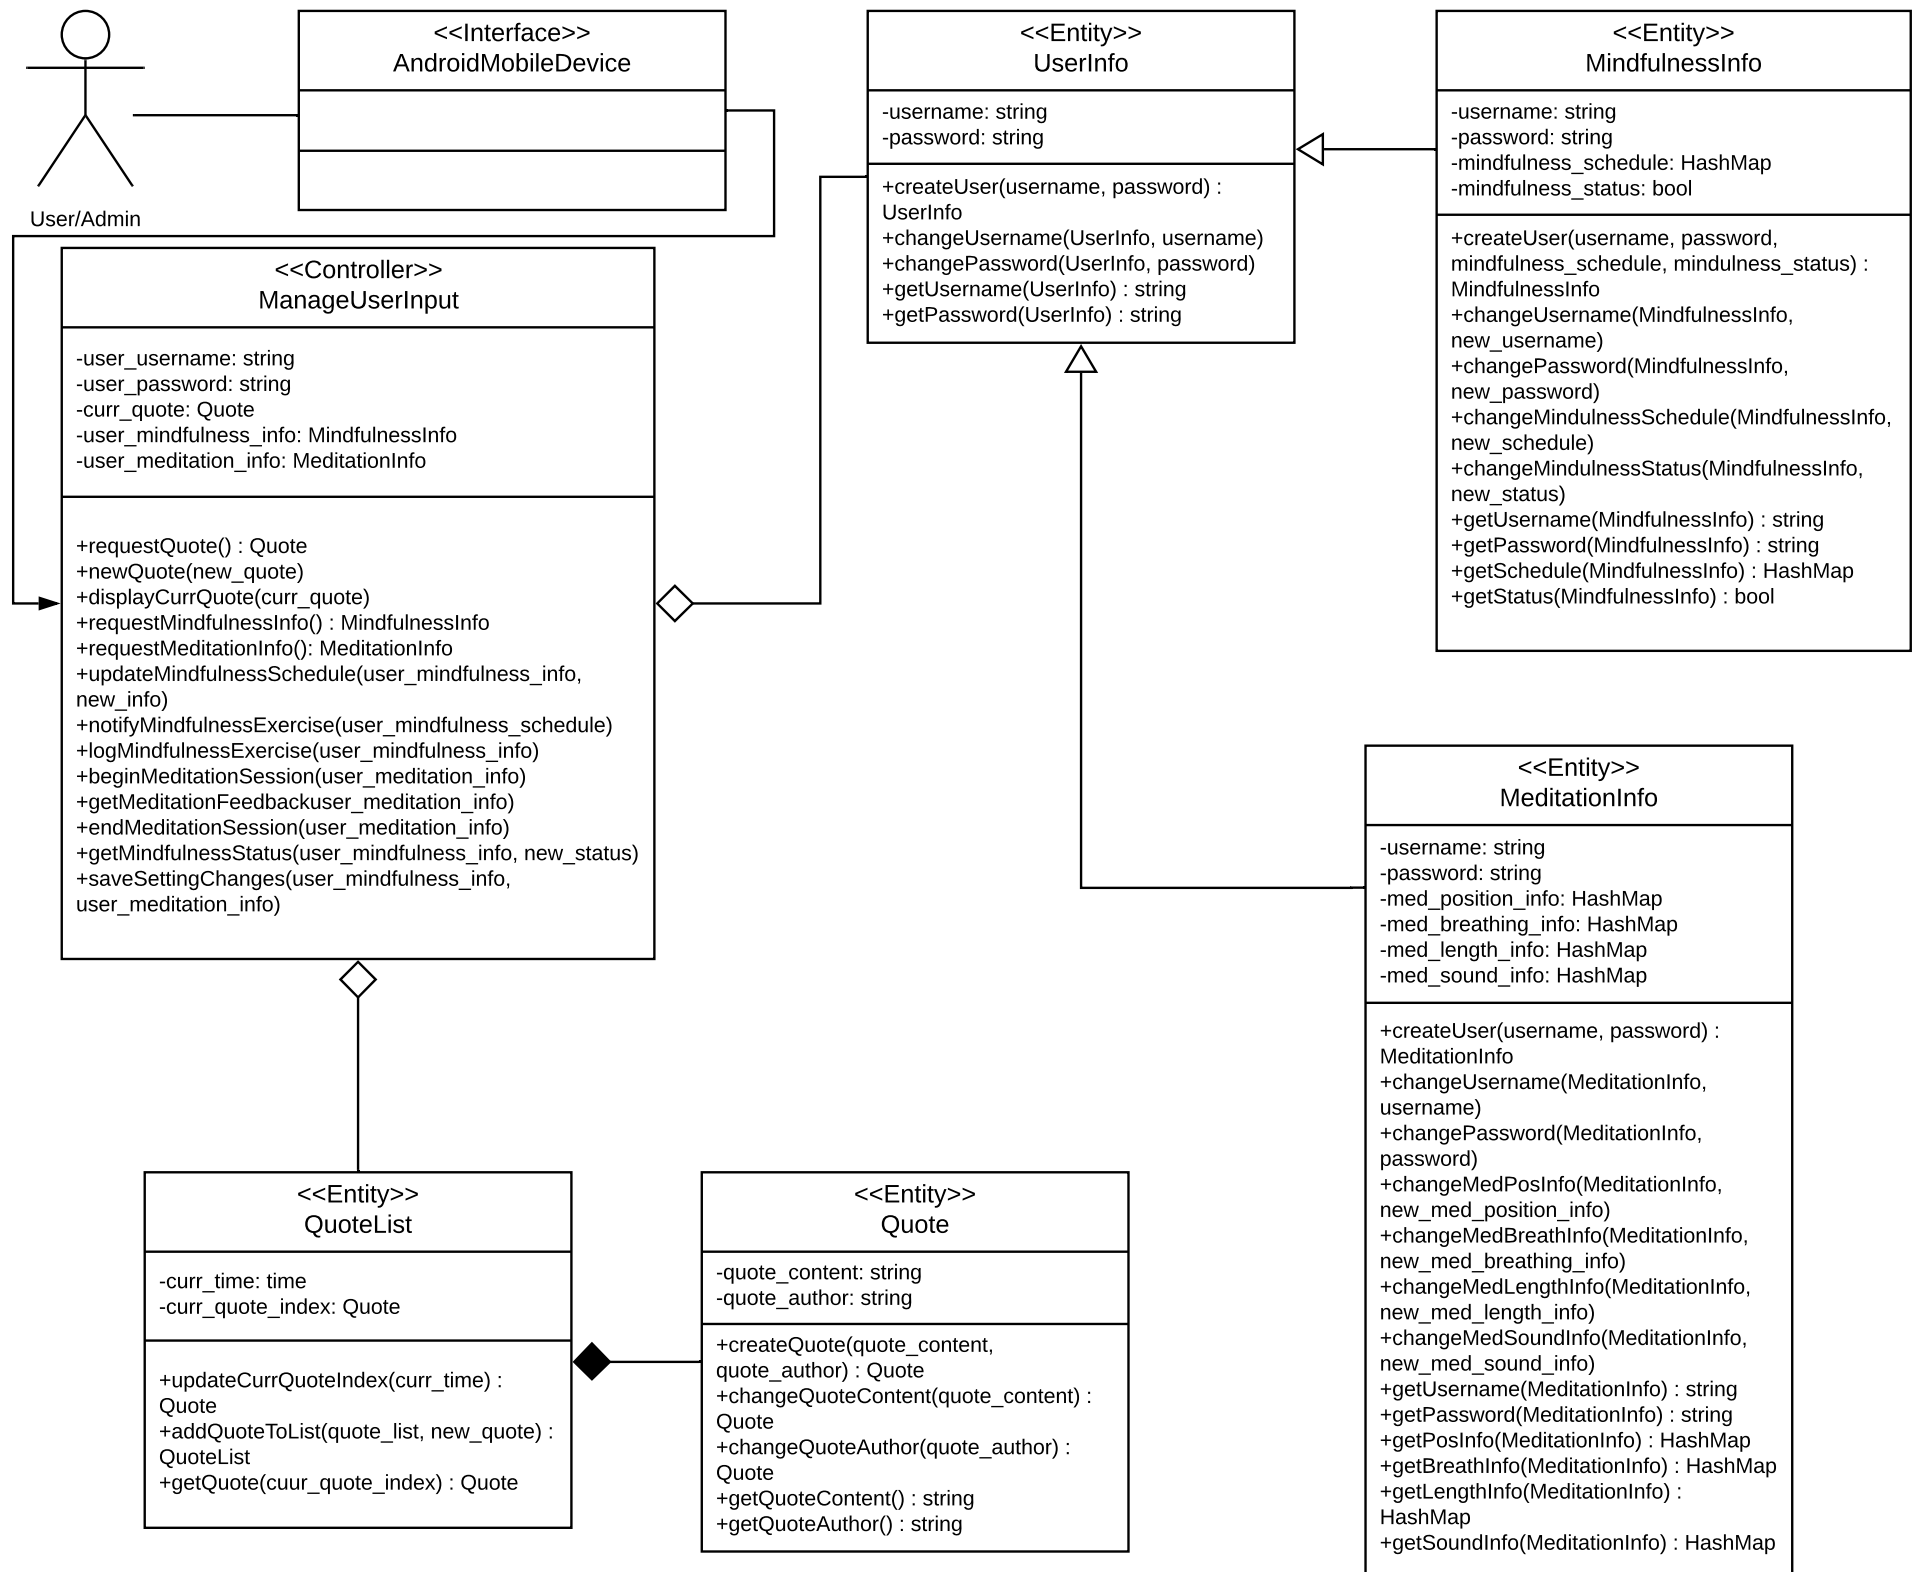 <<Interface>>
AndroidMobileDevice
User/Admin
<<Controller>>
ManageUserInput
-user_username: string
-user_password: string
-curr_quote: Quote
-user_mindfulness_info: MindfulnessInfo
-user_meditation_info: MeditationInfo
+requestQuote() : Quote
+newQuote(new_quote)
+displayCurrQuote(curr_quote)
+requestMindfulnessInfo() : MindfulnessInfo
+requestMeditationInfo(): MeditationInfo
+updateMindfulnessSchedule(user_mindfulness_info,
new_info)
+notifyMindfulnessExercise(user_mindfulness_schedule)
+logMindfulnessExercise(user_mindfulness_info)
+beginMeditationSession(user_meditation_info)
+getMeditationFeedbackuser_meditation_info)
+endMeditationSession(user_meditation_info)
+getMindfulnessStatus(user_mindfulness_info, new_status)
+saveSettingChanges(user_mindfulness_info,
user_meditation_info)
<<Entity>>
UserInfo
-username: string
-password: string
+createUser(username, password) :
UserInfo
+changeUsername(UserInfo, username)
+changePassword(UserInfo, password)
+getUsername(UserInfo) : string
+getPassword(UserInfo) : string
<<Entity>>
MindfulnessInfo
-username: string
-password: string
-mindfulness_schedule: HashMap
-mindfulness_status: bool
+createUser(username, password,
mindfulness_schedule, mindulness_status) :
MindfulnessInfo
+changeUsername(MindfulnessInfo,
new_username)
+changePassword(MindfulnessInfo,
new_password)
+changeMindulnessSchedule(MindfulnessInfo,
new_schedule)
+changeMindulnessStatus(MindfulnessInfo,
new_status)
+getUsername(MindfulnessInfo) : string
+getPassword(MindfulnessInfo) : string
+getSchedule(MindfulnessInfo) : HashMap
+getStatus(MindfulnessInfo) : bool
<<Entity>>
MeditationInfo
-username: string
-password: string
-med_position_info: HashMap
-med_breathing_info: HashMap
-med_length_info: HashMap
-med_sound_info: HashMap
+createUser(username, password) :
MeditationInfo
+changeUsername(MeditationInfo,
username)
+changePassword(MeditationInfo,
password)
+changeMedPosInfo(MeditationInfo,
new_med_position_info)
+changeMedBreathInfo(MeditationInfo,
new_med_breathing_info)
+changeMedLengthInfo(MeditationInfo,
new_med_length_info)
+changeMedSoundInfo(MeditationInfo,
new_med_sound_info)
+getUsername(MeditationInfo) : string
+getPassword(MeditationInfo) : string
+getPosInfo(MeditationInfo) : HashMap
+getBreathInfo(MeditationInfo) : HashMap
+getLengthInfo(MeditationInfo) :
HashMap
+getSoundInfo(MeditationInfo) : HashMap
<<Entity>>
QuoteList
-curr_time: time
-curr_quote_index: Quote
+updateCurrQuoteIndex(curr_time) :
Quote
+addQuoteToList(quote_list, new_quote) :
QuoteList
+getQuote(cuur_quote_index) : Quote
<<Entity>>
Quote
-quote_content: string
-quote_author: string
+createQuote(quote_content,
quote_author) : Quote
+changeQuoteContent(quote_content) :
Quote
+changeQuoteAuthor(quote_author) :
Quote
+getQuoteContent() : string
+getQuoteAuthor() : string